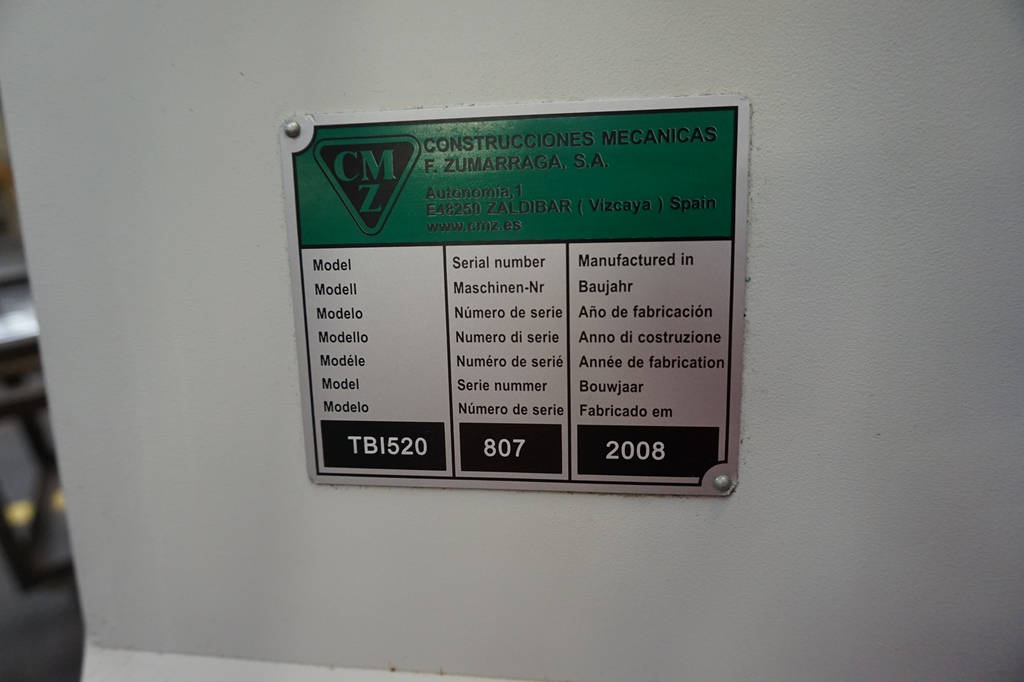 CMZ
CONSTRUCCIONES MECANICAS
F. ZUMARRAGA, S.A.
Autonomia,1
E48250 ZALDIBAR ( Vizcaya ) Spain
www.cmz.es
Model
Modell
Modelo
Modello
Modéle
Model
Modelo
TBI520
Serial number
Maschinen-Nr
Número de serie
Numero di serie
Numéro de serié
Serie nummer
Número de serie
807
Manufactured in
Baujahr
Año de fabricación
Anno di costruzione
Année de fabrication
Bouwjaar
Fabricado em
2008